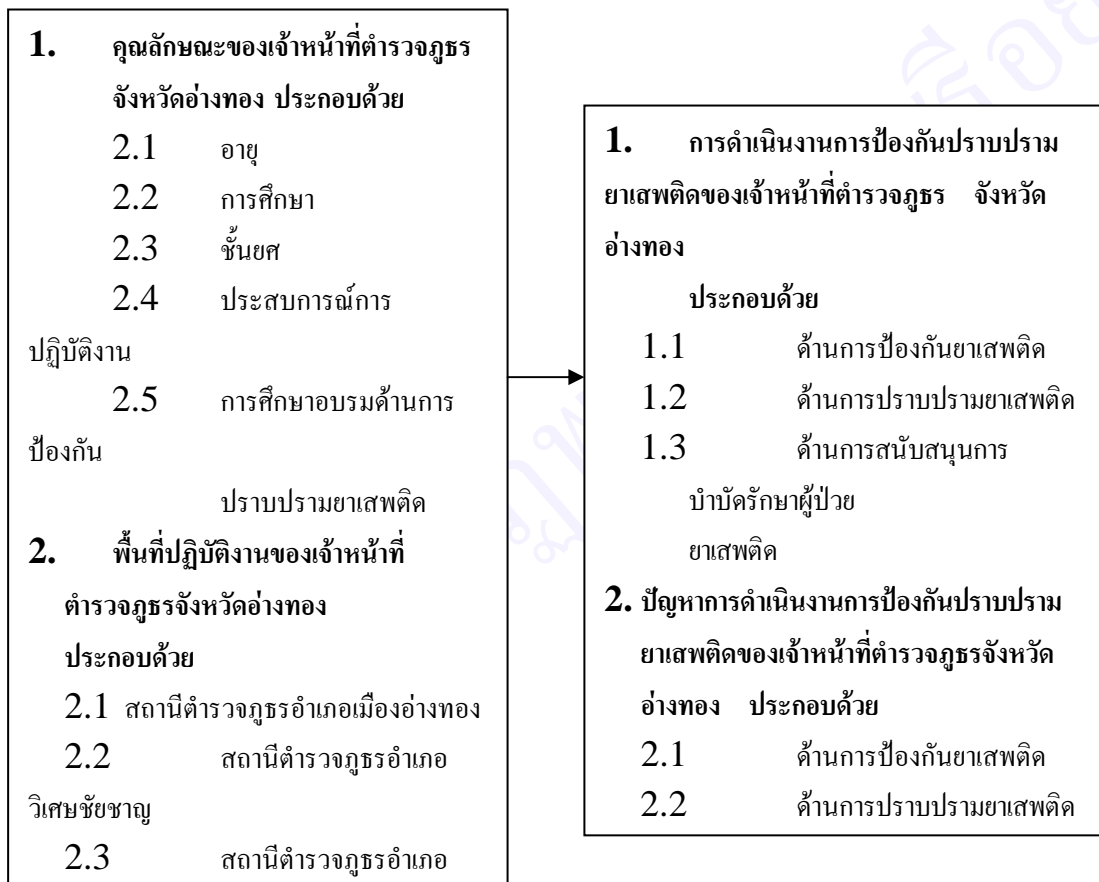 1. คุณลักษณะของเจ้าหน้าที่ตำรวจภูธร
จังหวัดอ่างทอง ประกอบด้วย
2.1 อายุ
2.2 การศึกษา
2.3 ชั้นยศ
2.4 ประสบการณ์การ
ปฏิบัติงาน
2.5 การศึกษาอบรมด้านการ
ป้องกัน
ปราบปรามยาเสพติด
2. พื้นที่ปฏิบัติงานของเจ้าหน้าที่
ตำรวจภูธรจังหวัดอ่างทอง
ประกอบด้วย
2.1 สถานีตำรวจภูธรอำเภอเมืองอ่างทอง
2.2 สถานีตำรวจภูธรอำเภอ
วิเศษชัยชาญ
2.3 สถานีตำรวจภูธรอำเภอ
1. การดำเนินงานการป้องกันปราบปราม
ยาเสพติดของเจ้าหน้าที่ตำรวจภูธร จังหวัด
อ่างทอง
ประกอบด้วย
1.1 ด้านการป้องกันยาเสพติด
1.2 ด้านการปราบปรามยาเสพติด
1.3 ด้านการสนับสนุนการ
บำบัดรักษาผู้ป่วย
ยาเสพติด
2. ปัญหาการดำเนินงานการป้องกันปราบปราม
ยาเสพติดของเจ้าหน้าที่ตำรวจภูธรจังหวัด
อ่างทอง ประกอบด้วย
2.1 ด้านการป้องกันยาเสพติด
2.2 ด้านการปราบปรามยาเสพติด